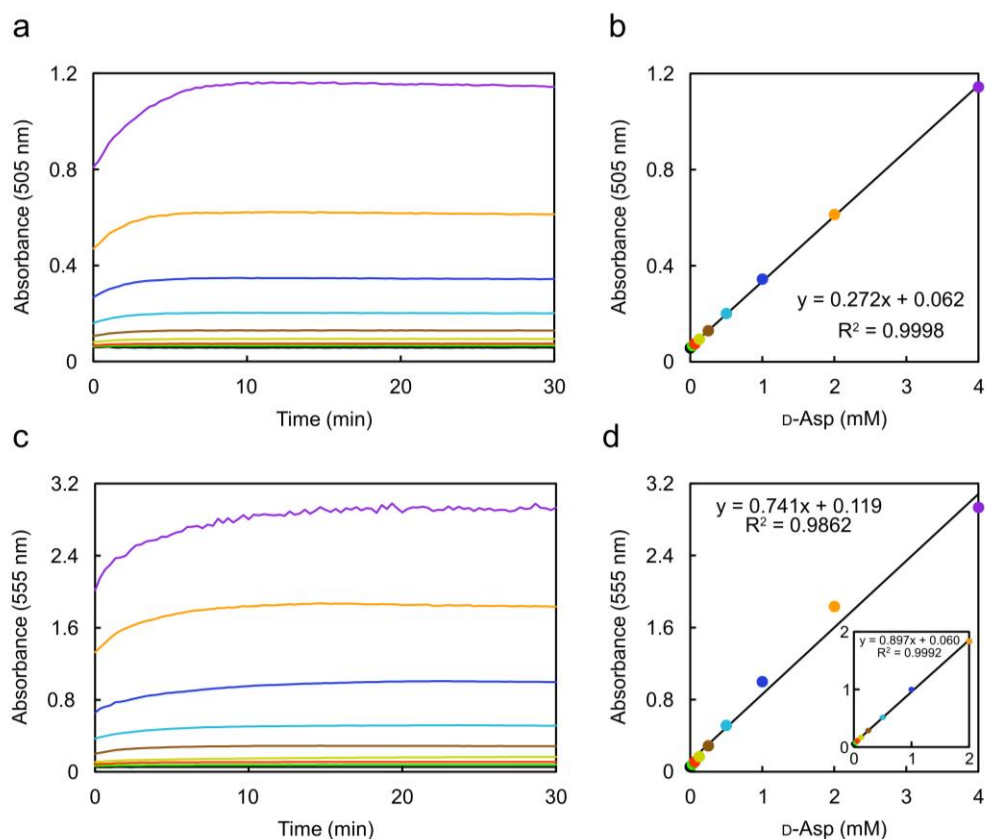 a
1.2
0.8
0.4
0
Absorbance (505 nm)
0 10 20 30
Time (min)
b
1.2
0.8
0.4
0
Absorbance (505 nm)
y = 0.272x + 0.062
R² = 0.9998
0 1 2 3 4
D-Asp (mM)
c
3.2
2.4
1.6
0.8
0
Absorbance (555 nm)
0 10 20 30
Time (min)
d
3.2
2.4
1.6
0.8
0
Absorbance (555 nm)
y = 0.741x + 0.119
R² = 0.9862
2
1
0
y = 0.897x + 0.060
R² = 0.9992
0 1 2
0 1 2 3 4
D-Asp (mM)